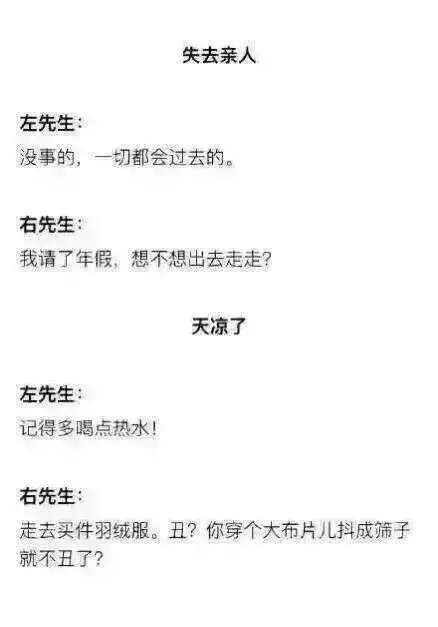 失去亲人
左先生：
没事的，一切都会过去的。
右先生：
我请了年假，想不想出去走走？
天凉了
左先生：
记得多喝点热水！
右先生：
走去买件羽绒服。丑？你穿个大布片儿抖成筛子
就不丑了？